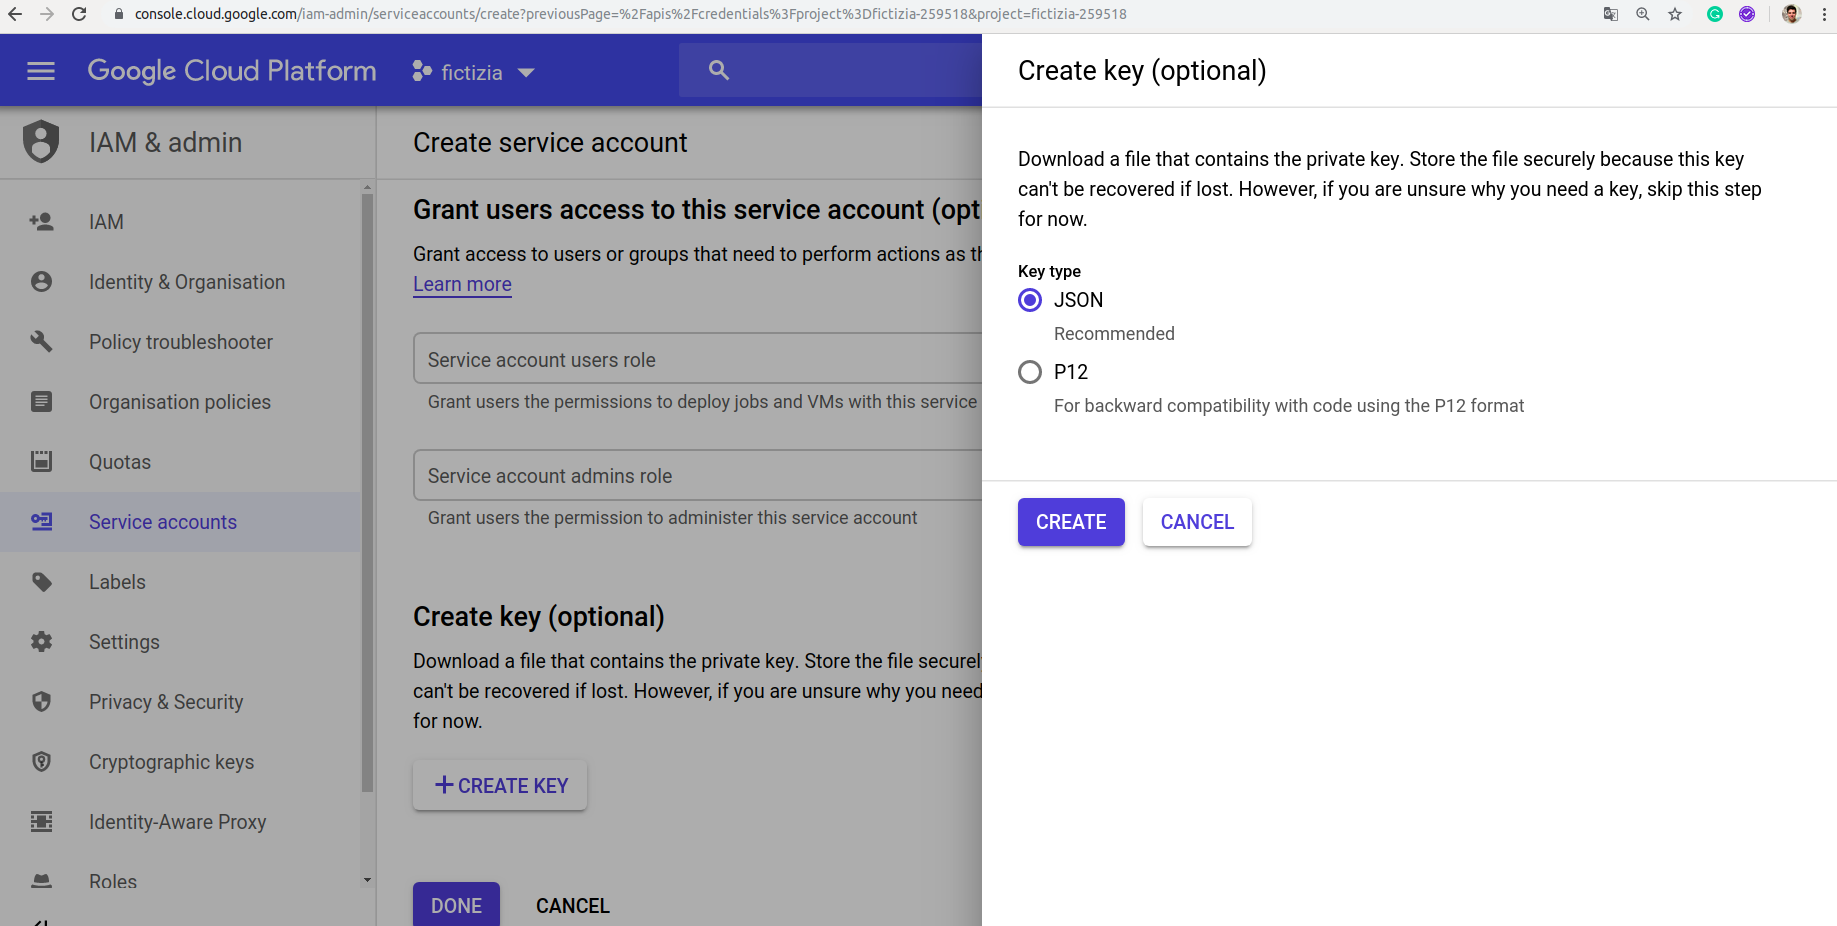 console.cloud.google.com/iam-admin/serviceaccounts/create?previousPage=%2Fapis%2Fcredentials%3Fproject%3Dfictizia-259518&project=fictizia-259518
Google Cloud Platform
fictizia
IAM & admin
IAM
Identity & Organisation
Policy troubleshooter
Organisation policies
Quotas
Service accounts
Labels
Settings
Privacy & Security
Cryptographic keys
Identity-Aware Proxy
Roles
Create service account
Grant users access to this service account (opt
Grant access to users or groups that need to perform actions as th
Learn more
Service account users role
Grant users the permissions to deploy jobs and VMs with this service
Service account admins role
Grant users the permission to administer this service account
Create key (optional)
Download a file that contains the private key. Store the file securel
can't be recovered if lost. However, if you are unsure why you need
for now.
CREATE KEY
DONE
CANCEL
Create key (optional)
Download a file that contains the private key. Store the file securely because this key
can't be recovered if lost. However, if you are unsure why you need a key, skip this step
for now.
Key type
JSON
Recommended
P12
For backward compatibility with code using the P12 format
CREATE
CANCEL